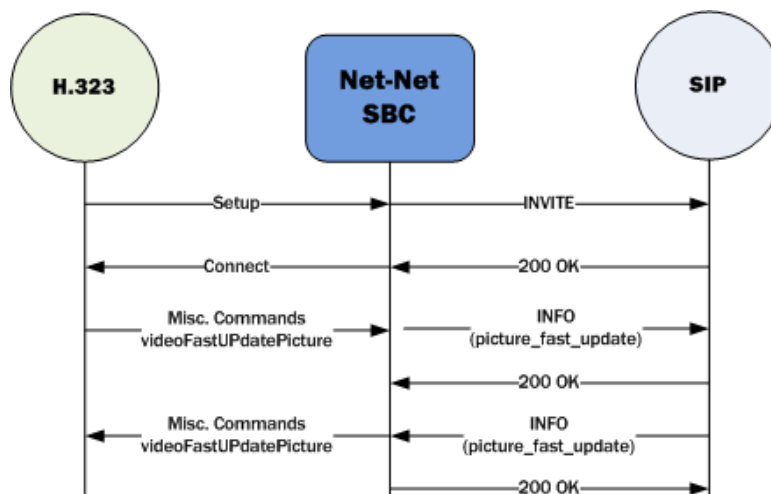 H.323
Net-Net
SBC
SIP
Setup
INVITE
Connect
200 OK
Misc. Commands
videoFastUPdatePicture
INFO
(picture_fast_update)
200 OK
Misc. Commands
videoFastUPdatePicture
INFO
(picture_fast_update)
200 OK